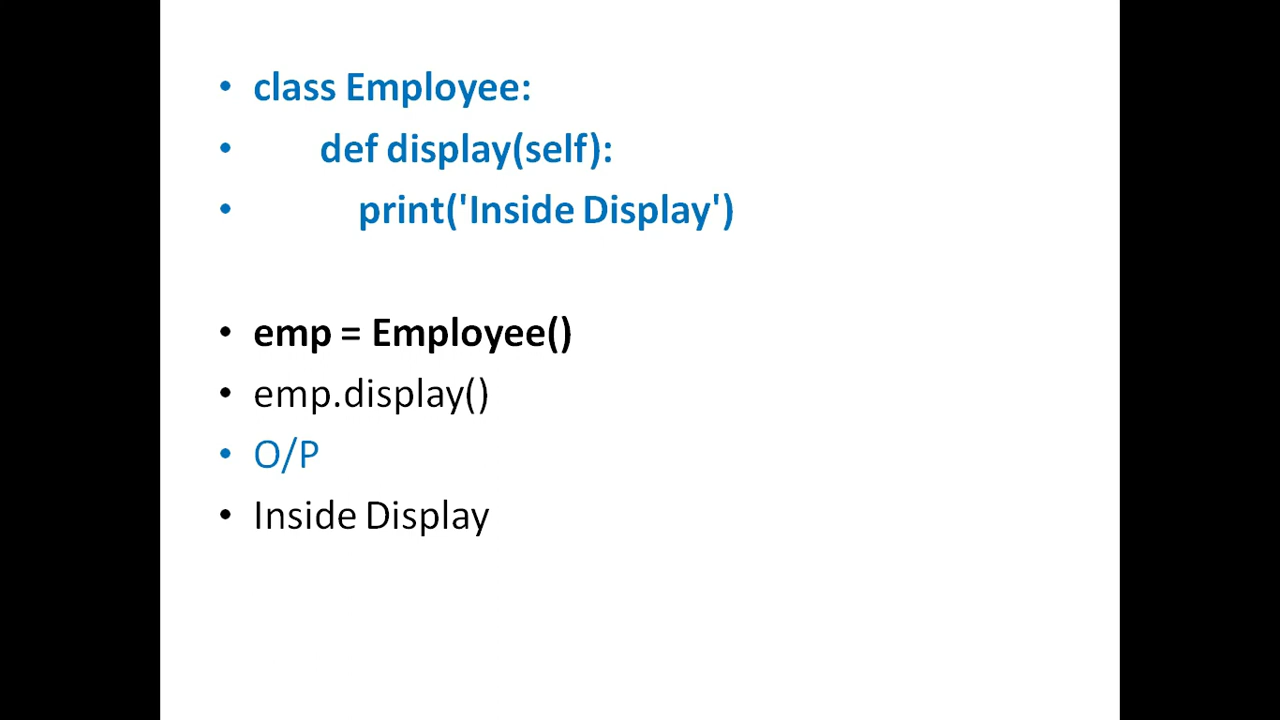 • class Employee:
• def display(self):
• print('Inside Display')
• emp = Employee()
• emp.display()
• O/P
• Inside Display